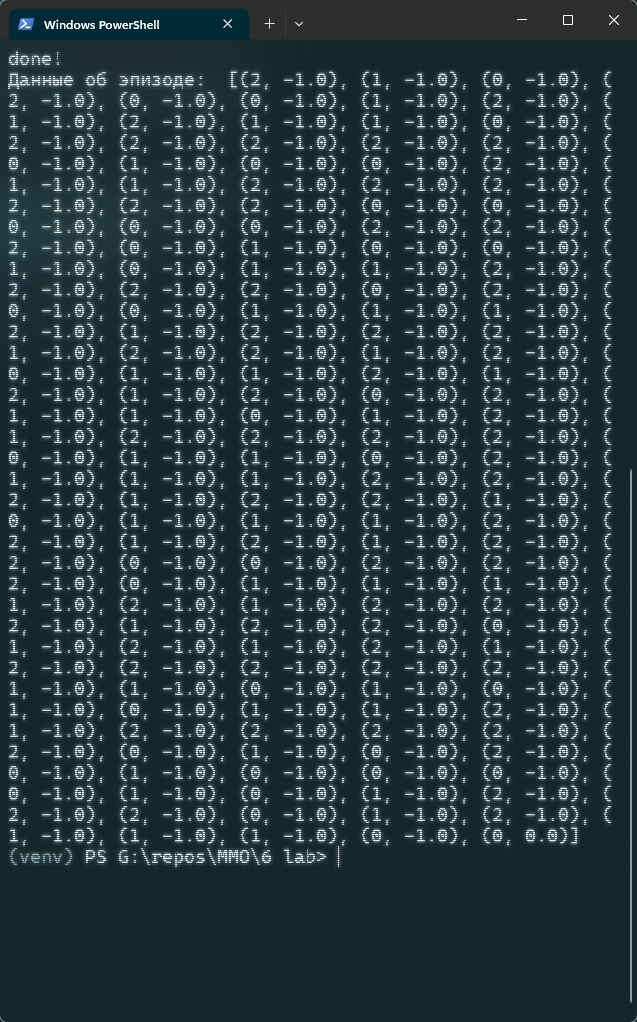 Windows PowerShell
done!
Данные об эпизоде:  [(2, -1.0), (1, -1.0), (0, -1.0), (
2, -1.0), (0, -1.0), (0, -1.0), (1, -1.0), (2, -1.0), (
1, -1.0), (2, -1.0), (1, -1.0), (1, -1.0), (0, -1.0), (
2, -1.0), (2, -1.0), (2, -1.0), (2, -1.0), (2, -1.0), (
0, -1.0), (1, -1.0), (0, -1.0), (0, -1.0), (2, -1.0), (
1, -1.0), (1, -1.0), (2, -1.0), (2, -1.0), (2, -1.0), (
2, -1.0), (2, -1.0), (2, -1.0), (0, -1.0), (0, -1.0), (
0, -1.0), (0, -1.0), (0, -1.0), (2, -1.0), (2, -1.0), (
2, -1.0), (0, -1.0), (1, -1.0), (0, -1.0), (0, -1.0), (
1, -1.0), (0, -1.0), (1, -1.0), (1, -1.0), (2, -1.0), (
2, -1.0), (2, -1.0), (2, -1.0), (0, -1.0), (2, -1.0), (
0, -1.0), (0, -1.0), (1, -1.0), (1, -1.0), (1, -1.0), (
2, -1.0), (1, -1.0), (2, -1.0), (2, -1.0), (2, -1.0), (
1, -1.0), (2, -1.0), (2, -1.0), (1, -1.0), (2, -1.0), (
0, -1.0), (1, -1.0), (1, -1.0), (2, -1.0), (1, -1.0), (
2, -1.0), (1, -1.0), (2, -1.0), (0, -1.0), (2, -1.0), (
1, -1.0), (1, -1.0), (0, -1.0), (1, -1.0), (2, -1.0), (
1, -1.0), (2, -1.0), (2, -1.0), (2, -1.0), (2, -1.0), (
0, -1.0), (1, -1.0), (1, -1.0), (0, -1.0), (2, -1.0), (
1, -1.0), (1, -1.0), (1, -1.0), (2, -1.0), (2, -1.0), (
2, -1.0), (1, -1.0), (2, -1.0), (2, -1.0), (1, -1.0), (
0, -1.0), (1, -1.0), (1, -1.0), (1, -1.0), (2, -1.0), (
2, -1.0), (2, -1.0), (2, -1.0), (1, -1.0), (2, -1.0), (
2, -1.0), (0, -1.0), (0, -1.0), (2, -1.0), (2, -1.0), (
2, -1.0), (0, -1.0), (1, -1.0), (1, -1.0), (1, -1.0), (
1, -1.0), (2, -1.0), (1, -1.0), (2, -1.0), (2, -1.0), (
2, -1.0), (1, -1.0), (2, -1.0), (2, -1.0), (0, -1.0), (
1, -1.0), (2, -1.0), (1, -1.0), (2, -1.0), (1, -1.0), (
2, -1.0), (2, -1.0), (2, -1.0), (2, -1.0), (2, -1.0), (
1, -1.0), (1, -1.0), (0, -1.0), (1, -1.0), (0, -1.0), (
1, -1.0), (0, -1.0), (1, -1.0), (1, -1.0), (2, -1.0), (
1, -1.0), (2, -1.0), (2, -1.0), (2, -1.0), (2, -1.0), (
2, -1.0), (0, -1.0), (1, -1.0), (0, -1.0), (2, -1.0), (
0, -1.0), (1, -1.0), (0, -1.0), (0, -1.0), (0, -1.0), (
0, -1.0), (1, -1.0), (0, -1.0), (1, -1.0), (2, -1.0), (
2, -1.0), (2, -1.0), (0, -1.0), (1, -1.0), (2, -1.0), (
1, -1.0), (1, -1.0), (1, -1.0), (0, -1.0), (0, 0.0)]
(venv) PS G:\repos\MMO\6 lab>